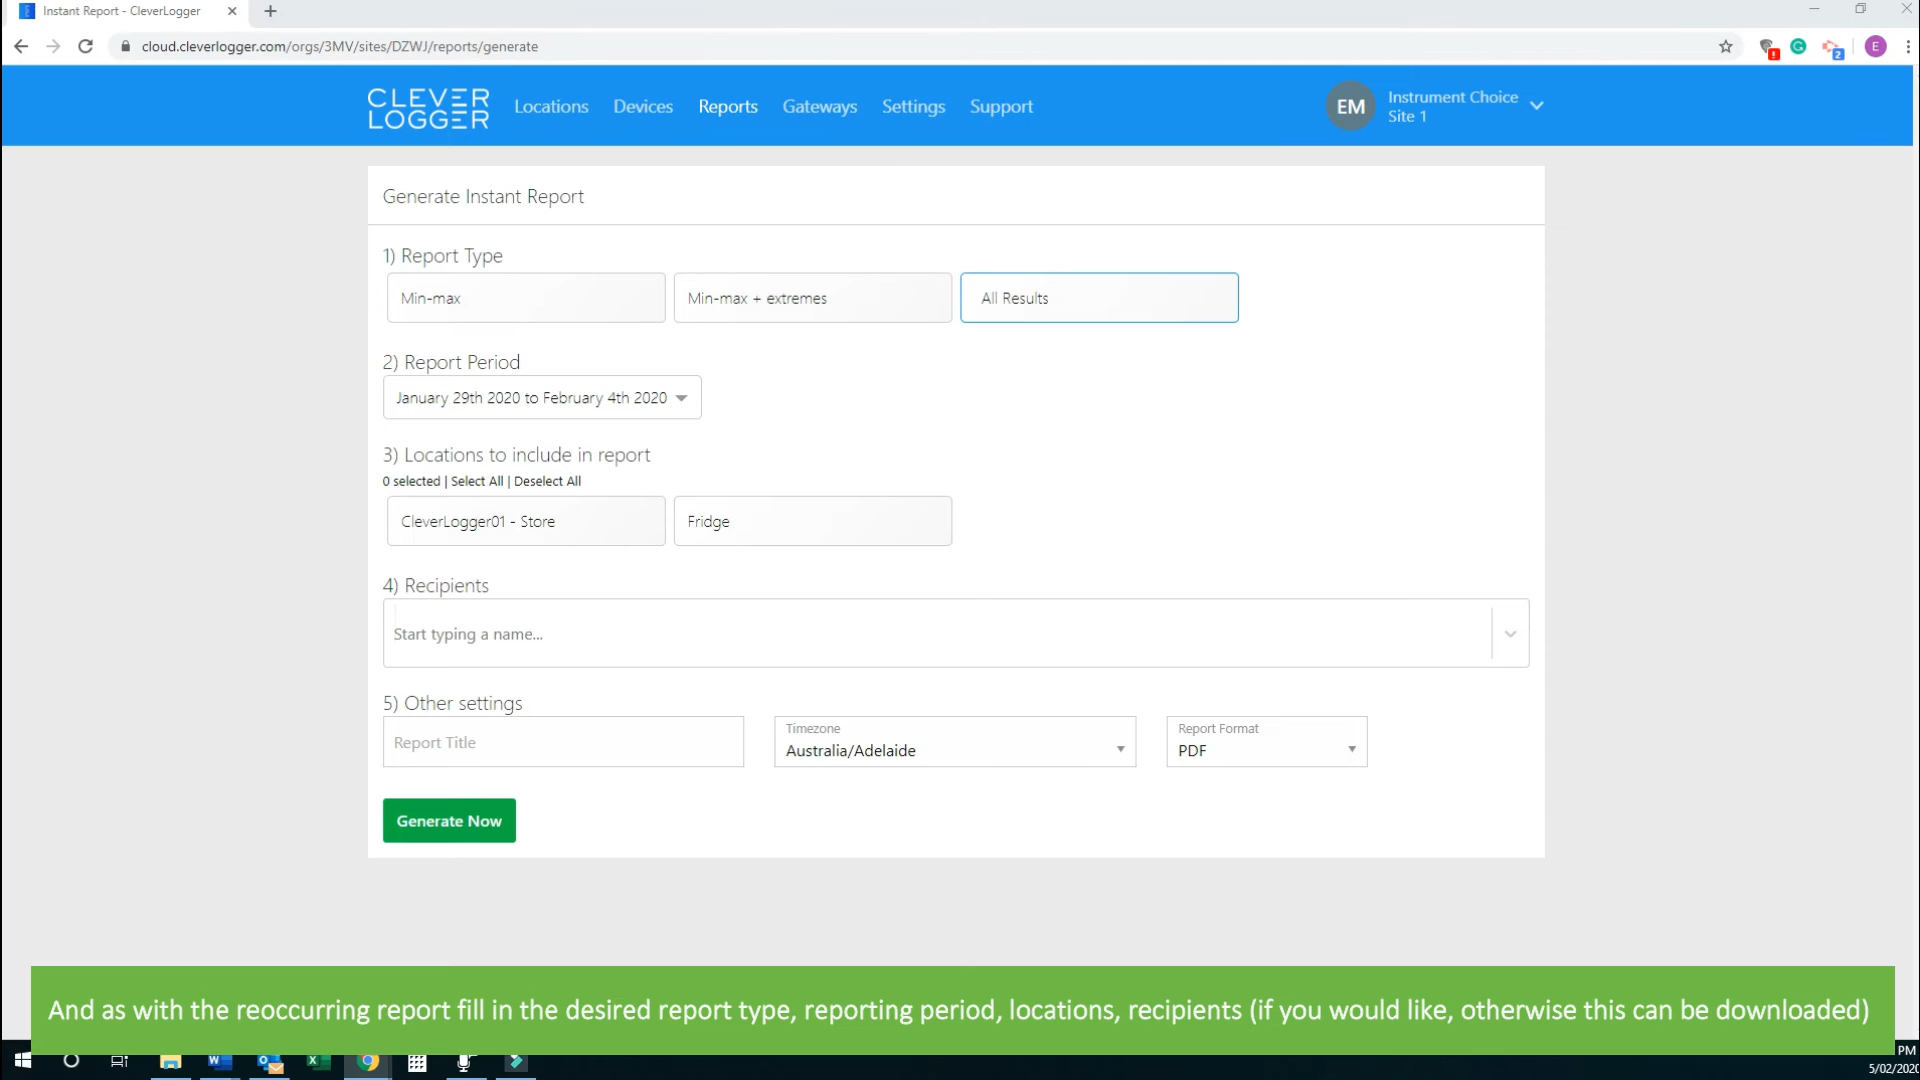 Instant Report - CleverLogger
cloud.cleverlogger.com/orgs/3MV/sites/DZWJ/reports/generate
E
CLEVER
LOGGER
Locations Devices Reports Gateways Settings Support
EM
Instrument Choice
Site 1
Generate Instant Report
1) Report Type
Min-max Min-max + extremes All Results
2) Report Period
January 29th 2020 to February 4th 2020
3) Locations to include in report
0 selected | Select All | Deselect All
CleverLogger01 - Store Fridge
4) Recipients
Start typing a name...
5) Other settings
Report Title
Timezone
Australia/Adelaide
Report Format
PDF
Generate Now
And as with the reoccurring report fill in the desired report type, reporting period, locations, recipients (if you would like, otherwise this can be downloaded)
PM
5/02/2020